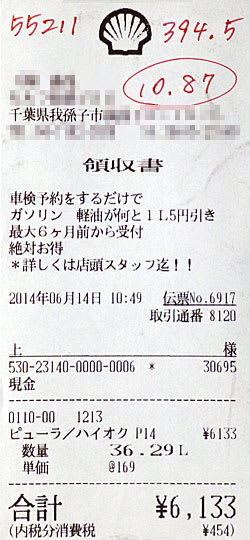 55211 394.5
10.87
千葉県我孫子市
領収書
車検予約をするだけで
ガソリン 軽油が何と1L5円引き
最大6ヶ月前から受付
絶対お得
*詳しくは店頭スタッフ迄！！
2014年06月14日 10:49 伝票No.6917
取引通番 8120
上 様
530-23140-0000-0006 * 30695
現金
0110-00 1213
ピューラ／ハイオク P14 ¥6133
数量 36.29L
単価 @169
合計 ¥6,133
(内税分消費税 ¥454)